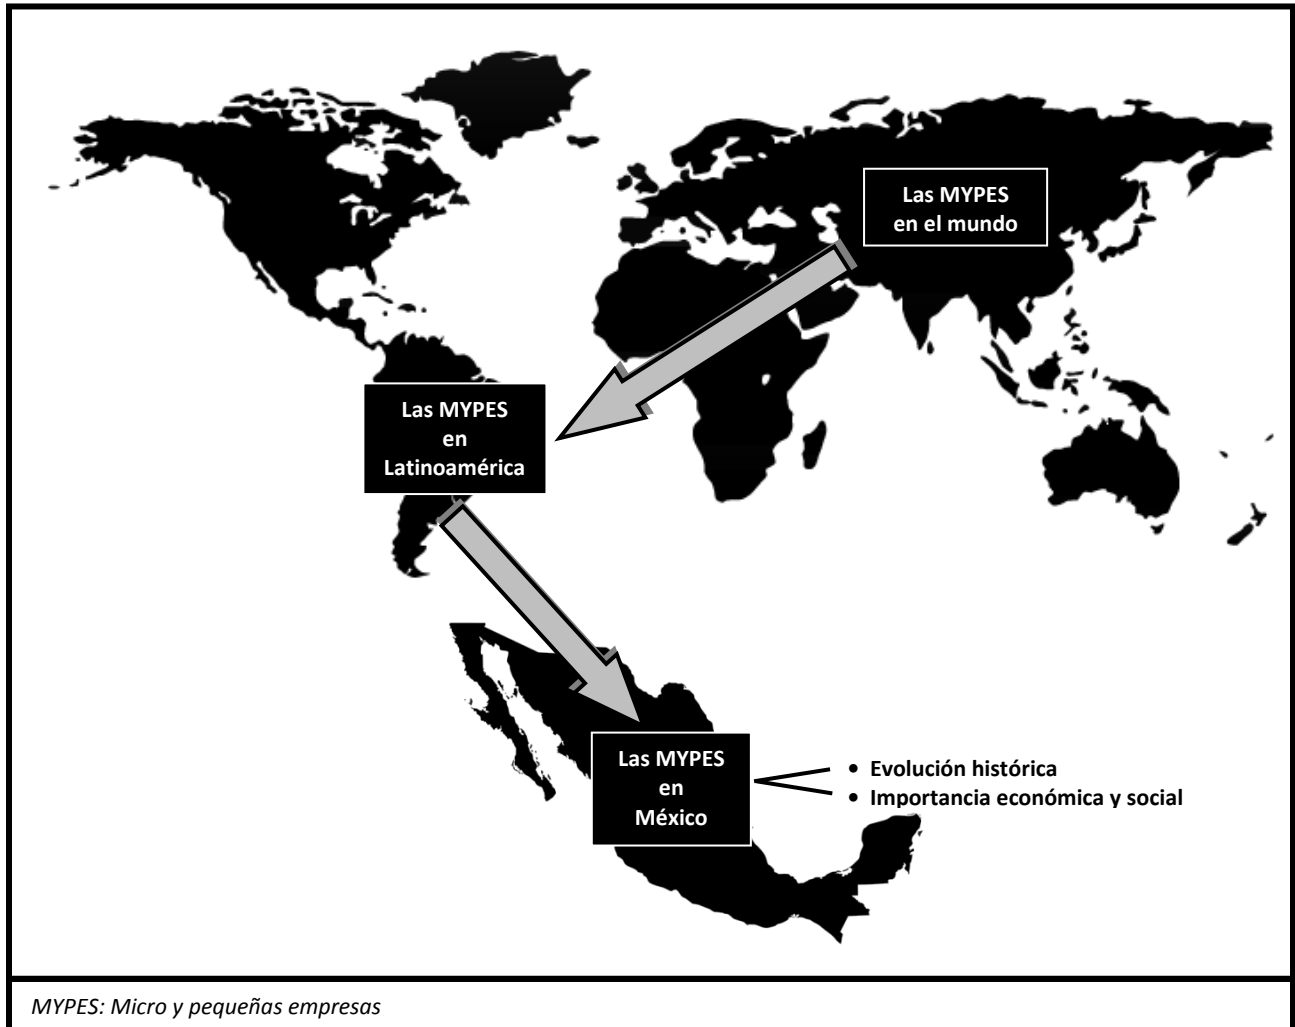 Las MYPES
en el mundo
Las MYPES
en
Latinoamérica
Las MYPES
en
México
• Evolución histórica
• Importancia económica y social
MYPES: Micro y pequeñas empresas